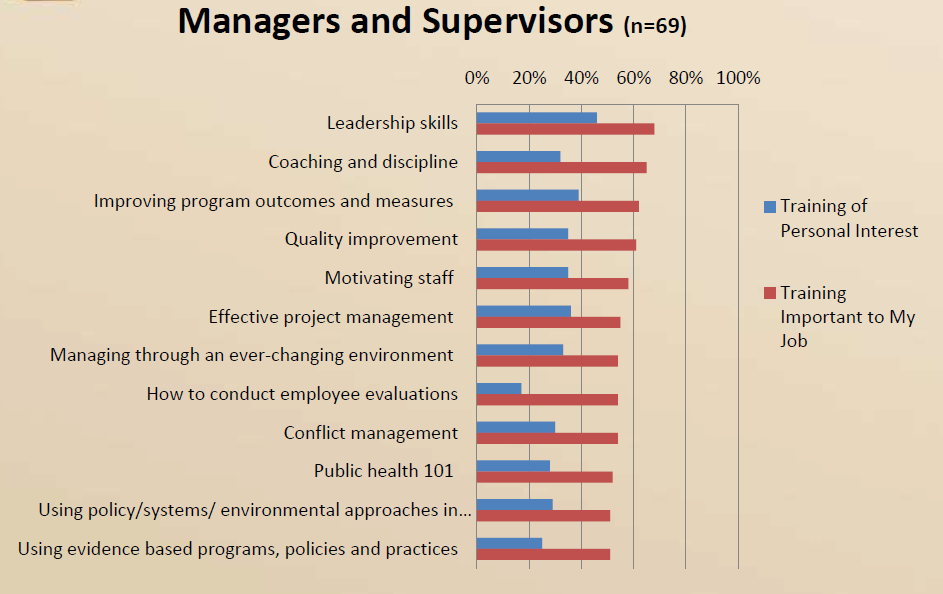 Managers and Supervisors (n=69)
0% 20% 40% 60% 80% 100%
Leadership skills
Coaching and discipline
Improving program outcomes and measures
Quality improvement
Motivating staff
Effective project management
Managing through an ever-changing environment
How to conduct employee evaluations
Conflict management
Public health 101
Using policy/systems/ environmental approaches in...
Using evidence based programs, policies and practices
Training of
Personal Interest
Training
Important to My
Job